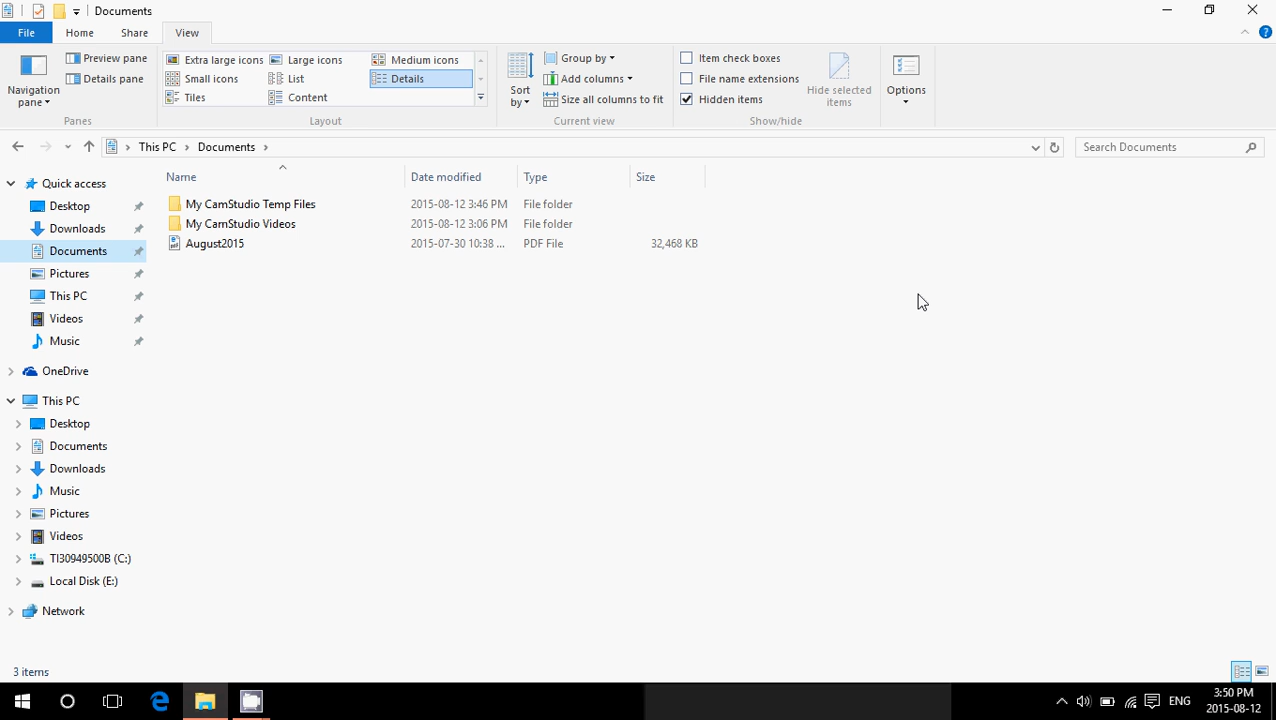 Documents
File Home Share View
Preview pane Extra large icons Large icons Medium icons Group by Item check boxes
Details pane Small icons List Details Add columns File name extensions
Navigation pane Tiles Content Sort by Size all columns to fit Hidden items Hide selected items Options
Panes Layout Current view Show/hide
This PC Documents Search Documents
Name Date modified Type Size
Quick access
Desktop My CamStudio Temp Files 2015-08-12 3:46 PM File folder
Downloads My CamStudio Videos 2015-08-12 3:06 PM File folder
Documents August2015 2015-07-30 10:38 ... PDF File 32,468 KB
Pictures
This PC
Videos
Music
OneDrive
This PC
Desktop
Documents
Downloads
Music
Pictures
Videos
TI30949500B (C:)
Local Disk (E:)
Network
3 items
ENG 3:50 PM
2015-08-12